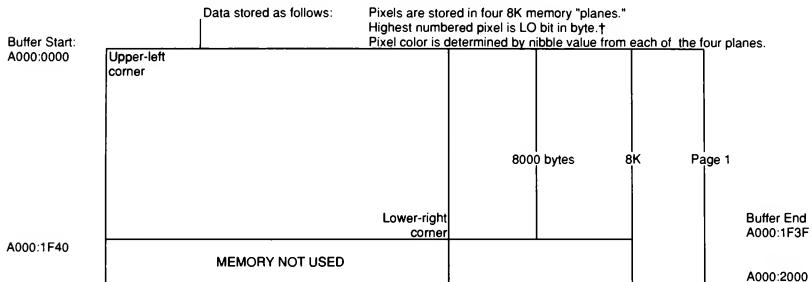 Data stored as follows: Pixels are stored in four 8K memory "planes."
Highest numbered pixel is LO bit in byte.†
Pixel color is determined by nibble value from each of the four planes.
Buffer Start:
A000:0000
Upper-left
corner
8000 bytes 8K Page 1
Lower-right
corner
Buffer End
A000:1F3F
A000:1F40
MEMORY NOT USED
A000:2000